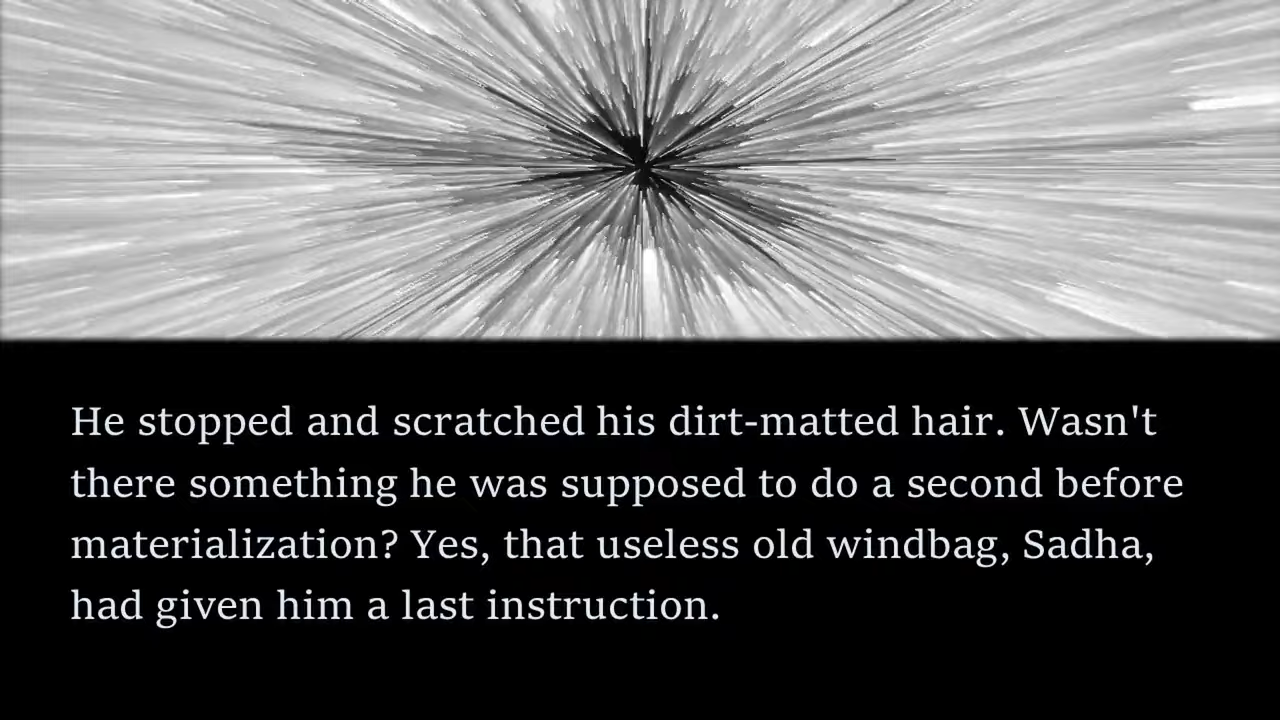 He stopped and scratched his dirt-matted hair. Wasn't
there something he was supposed to do a second before
materialization? Yes, that useless old windbag, Sadha,
had given him a last instruction.